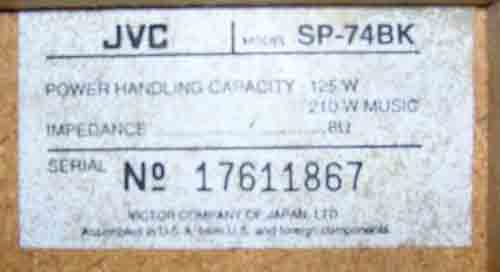 JVC MODEL SP-74BK
POWER HANDLING CAPACITY 125 W
210 W MUSIC
IMPEDANCE 8Ω
SERIAL Nº 17611867
VICTOR COMPANY OF JAPAN, LTD.
Assembled in U.S.A. from U.S. and foreign components